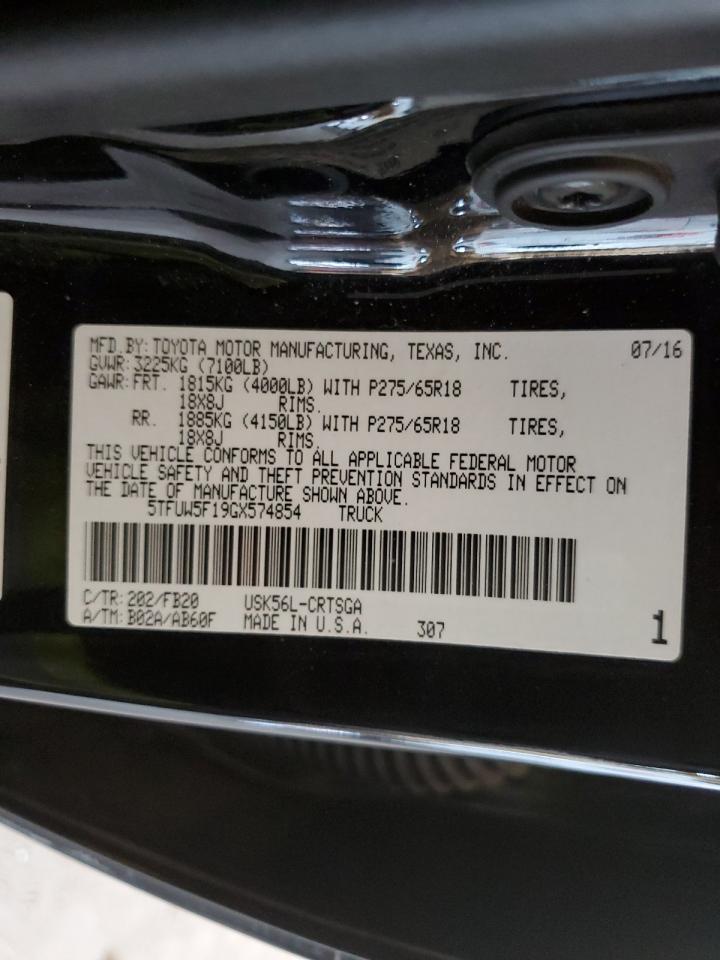 MFD.BY: TOYOTA MOTOR MANUFACTURING, TEXAS, INC. 07/16
GVWR: 3225KG (7100LB)
GAWR: FRT. 1815KG (4000LB) WITH P275/65R18 TIRES,
18X8J RIMS.
RR. 1885KG (4150LB) WITH P275/65R18 TIRES,
18X8J RIMS.
THIS VEHICLE CONFORMS TO ALL APPLICABLE FEDERAL MOTOR
VEHICLE SAFETY AND THEFT PREVENTION STANDARDS IN EFFECT ON
THE DATE OF MANUFACTURE SHOWN ABOVE.
5TFUW5F19GX574854 TRUCK
C/TR: 202/FB20 USK56L-CRTSGA
A/TM: B02A/AB60F MADE IN U.S.A. 307 1